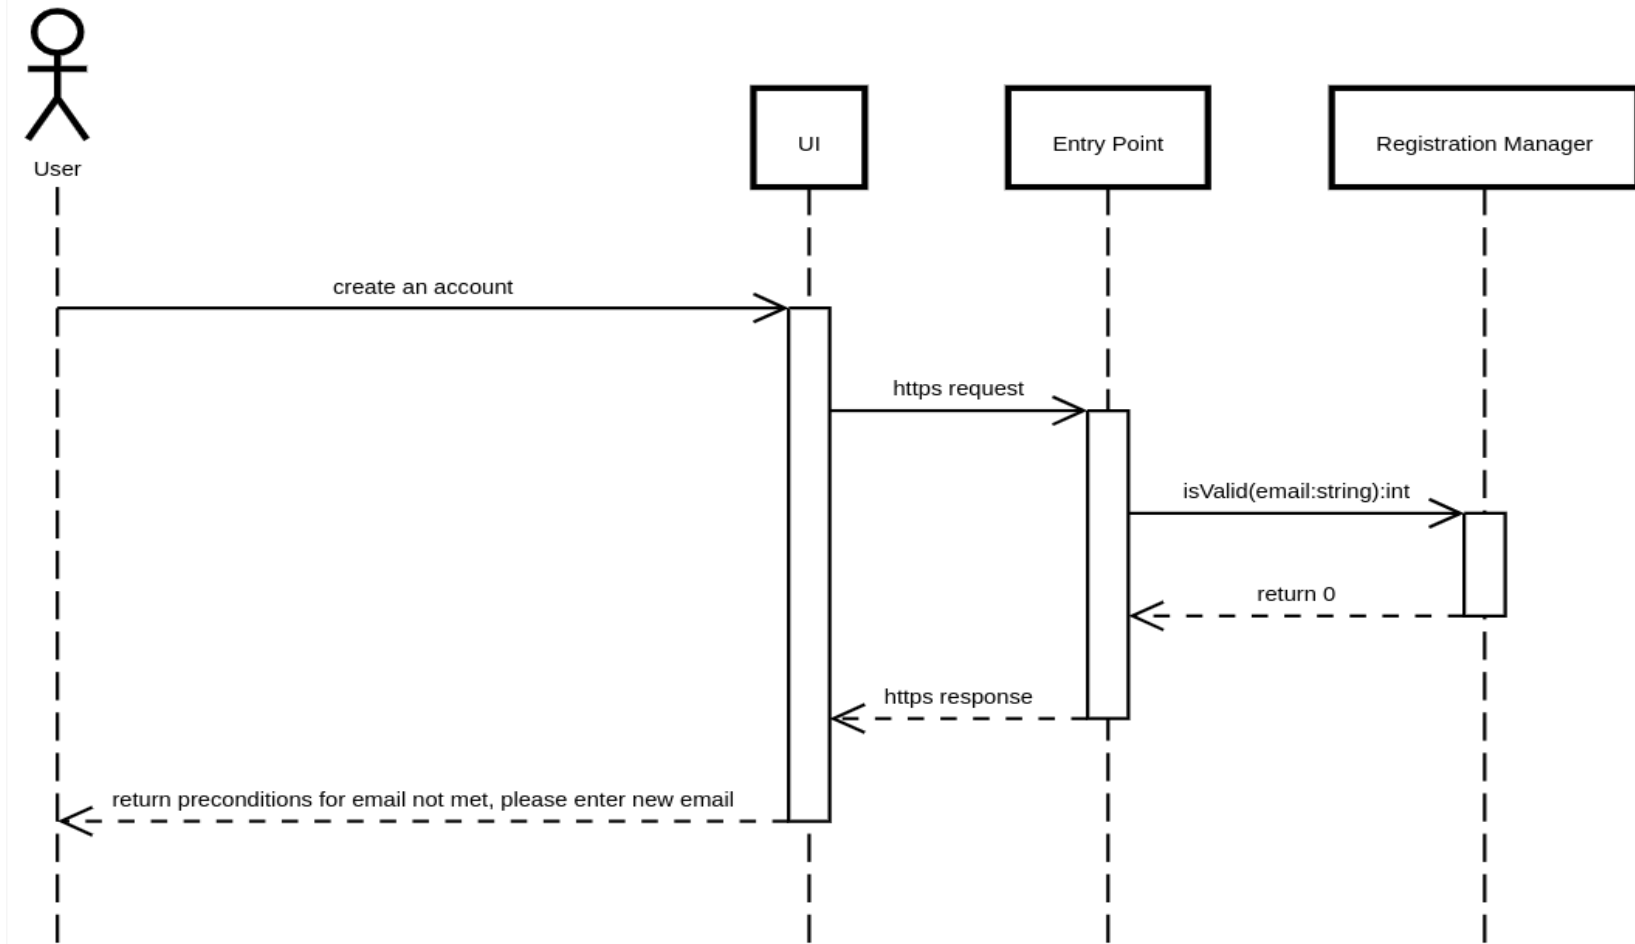 User
UI
Entry Point
Registration Manager
create an account
https request
isValid(email:string):int
return 0
https response
return preconditions for email not met, please enter new email